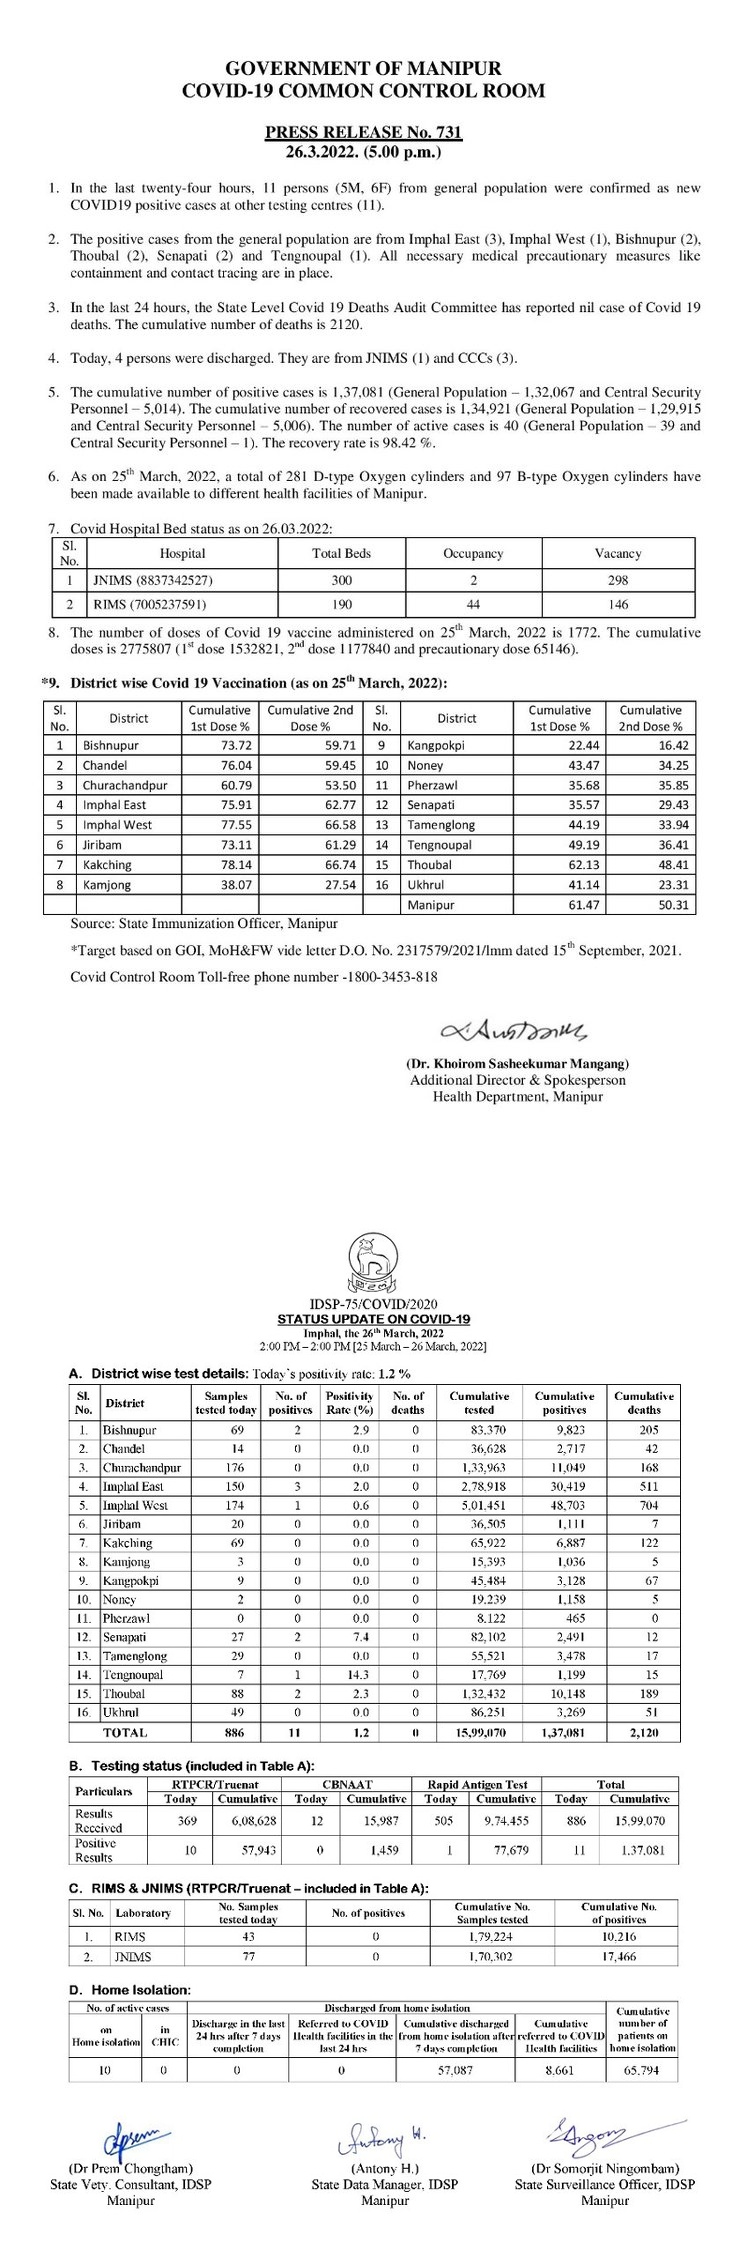 GOVERNMENT OF MANIPUR
COVID-19 COMMON CONTROL ROOM
PRESS RELEASE No. 731
26.3.2022. (5.00 p.m.)
1. In the last twenty-four hours, 11 persons (5M, 6F) from general population were confirmed as new
COVID19 positive cases at other testing centres (11).
2. The positive cases from the general population are from Imphal East (3), Imphal West (1), Bishnupur (2),
Thoubal (2), Senapati (2) and Tengnoupal (1). All necessary medical precautionary measures like
containment and contact tracing are in place.
3. In the last 24 hours, the State Level Covid 19 Deaths Audit Committee has reported nil case of Covid 19
deaths. The cumulative number of deaths is 2120.
4. Today, 4 persons were discharged. They are from JNIMS (1) and CCCs (3).
5. The cumulative number of positive cases is 1,37,081 (General Population – 1,32,067 and Central Security
Personnel – 5,014). The cumulative number of recovered cases is 1,34,921 (General Population – 1,29,915
and Central Security Personnel – 5,006). The number of active cases is 40 (General Population – 39 and
Central Security Personnel – 1). The recovery rate is 98.42 %.
6. As on 25th March, 2022, a total of 281 D-type Oxygen cylinders and 97 B-type Oxygen cylinders have
been made available to different health facilities of Manipur.
7. Covid Hospital Bed status as on 26.03.2022:
Sl. No. Hospital Total Beds Occupancy Vacancy
1 JNIMS (8837342527) 300 2 298
2 RIMS (7005237591) 190 44 146
8. The number of doses of Covid 19 vaccine administered on 25th March, 2022 is 1772. The cumulative
doses is 2775807 (1st dose 1532821, 2nd dose 1177840 and precautionary dose 65146).
*9. District wise Covid 19 Vaccination (as on 25th March, 2022):
Sl. No. District Cumulative 1st Dose % Cumulative 2nd Dose % Sl. No. District Cumulative 1st Dose % Cumulative 2nd Dose %
1 Bishnupur 73.72 59.71 9 Kangpokpi 22.44 16.42
2 Chandel 76.04 59.45 10 Noney 43.47 34.25
3 Churachandpur 60.79 53.50 11 Pherzawl 35.68 35.85
4 Imphal East 75.91 62.77 12 Senapati 35.57 29.43
5 Imphal West 77.55 66.58 13 Tamenglong 44.19 33.94
6 Jiribam 73.11 61.29 14 Tengnoupal 49.19 36.41
7 Kakching 78.14 66.74 15 Thoubal 62.13 48.41
8 Kamjong 38.07 27.54 16 Ukhrul 41.14 23.31
Manipur 61.47 50.31
Source: State Immunization Officer, Manipur
*Target based on GOI, MoH&FW vide letter D.O. No. 2317579/2021/Imm dated 15th September, 2021.
Covid Control Room Toll-free phone number -1800-3453-818
(Dr. Khoirom Sasheekumar Mangang)
Additional Director & Spokesperson
Health Department, Manipur
IDSP-75/COVID/2020
STATUS UPDATE ON COVID-19
Imphal, the 26th March, 2022
2:00 PM – 2:00 PM [25 March – 26 March, 2022]
A. District wise test details: Today's positivity rate: 1.2 %
Sl. No. District Samples tested today No. of positives Positivity Rate (%) No. of deaths Cumulative tested Cumulative positives Cumulative deaths
1. Bishnupur 69 2 2.9 0 83,370 9,823 205
2. Chandel 14 0 0.0 0 36,628 2,717 42
3. Churachandpur 176 0 0.0 0 1,33,963 11,049 168
4. Imphal East 150 3 2.0 0 2,78,918 30,419 511
5. Imphal West 174 1 0.6 0 5,01,451 48,703 704
6. Jiribam 20 0 0.0 0 36,505 1,111 7
7. Kakching 69 0 0.0 0 65,922 6,887 122
8. Kamjong 3 0 0.0 0 15,393 1,036 5
9. Kangpokpi 9 0 0.0 0 45,484 3,128 67
10. Noney 2 0 0.0 0 19,239 1,158 5
11. Pherzawl 0 0 0.0 0 8,122 465 0
12. Senapati 27 2 7.4 0 82,102 2,491 12
13. Tamenglong 29 0 0.0 0 55,521 3,478 17
14. Tengnoupal 7 1 14.3 0 17,769 1,199 15
15. Thoubal 88 2 2.3 0 1,32,432 10,148 189
16. Ukhrul 49 0 0.0 0 86,251 3,269 51
TOTAL 886 11 1.2 0 15,99,070 1,37,081 2,120
B. Testing status (included in Table A):
Particulars RTPCR/Truenat CBNAAT Rapid Antigen Test Total
Today Cumulative Today Cumulative Today Cumulative Today Cumulative
Results Received 369 6,08,628 12 15,987 505 9,74,455 886 15,99,070
Positive Results 10 57,943 0 1,459 1 77,679 11 1,37,081
C. RIMS & JNIMS (RTPCR/Truenat – included in Table A):
Sl. No. Laboratory No. Samples tested today No. of positives Cumulative No. Samples tested Cumulative No. of positives
1. RIMS 43 0 1,79,224 10,216
2. JNIMS 77 0 1,70,302 17,466
D. Home Isolation:
No. of active cases Discharged from home isolation Cumulative number of patients on home isolation
on Home isolation in CHIC Discharge in the last 24 hrs after 7 days completion Referred to COVID Health facilities in the last 24 hrs Cumulative discharged from home isolation after 7 days completion Cumulative referred to COVID Health facilities
10 0 0 0 57,087 8,661 65,794
Antony H.
(Dr Prem Chongtham) (Antony H.) (Dr Somorjit Ningombam)
State Vety. Consultant, IDSP State Data Manager, IDSP State Surveillance Officer, IDSP
Manipur Manipur Manipur